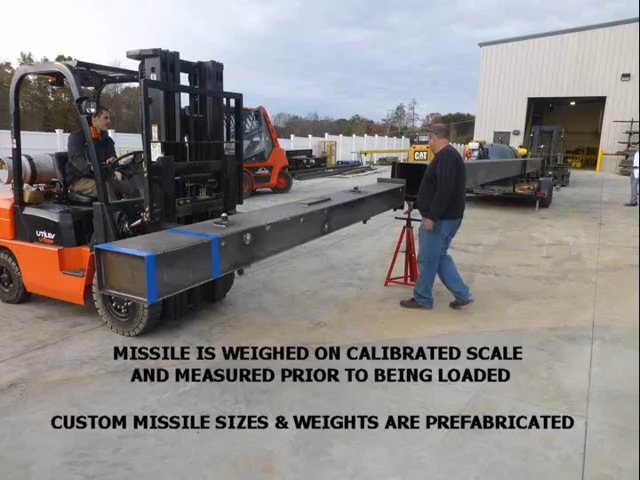 CAT
UTILEV
MISSILE IS WEIGHED ON CALIBRATED SCALE
AND MEASURED PRIOR TO BEING LOADED
CUSTOM MISSILE SIZES & WEIGHTS ARE PREFABRICATED